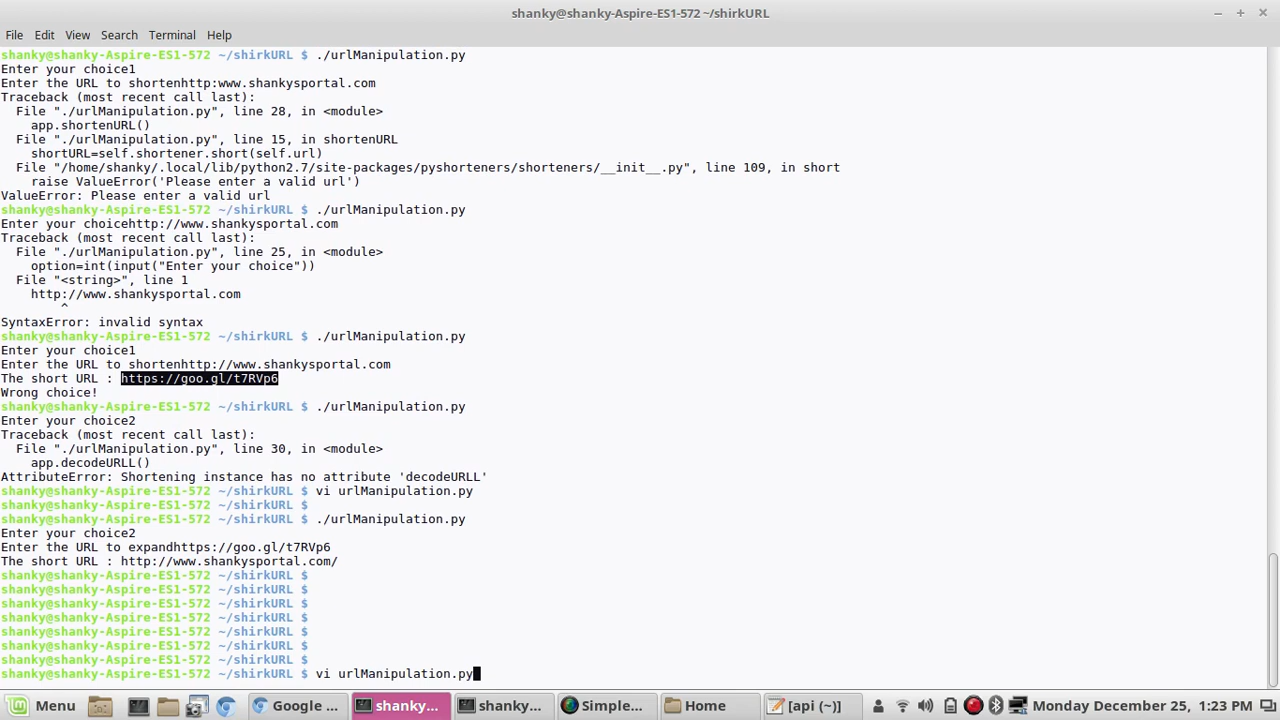 shanky@shanky-Aspire-ES1-572 ~/shirkURL
File Edit View Search Terminal Help
shanky@shanky-Aspire-ES1-572 ~/shirkURL $ ./urlManipulation.py
Enter your choice1
Enter the URL to shortenhttp:www.shankysportal.com
Traceback (most recent call last):
  File "./urlManipulation.py", line 28, in <module>
    app.shortenURL()
  File "./urlManipulation.py", line 15, in shortenURL
    shortURL=self.shortener.short(self.url)
  File "/home/shanky/.local/lib/python2.7/site-packages/pyshorteners/shorteners/__init__.py", line 109, in short
    raise ValueError('Please enter a valid url')
ValueError: Please enter a valid url
shanky@shanky-Aspire-ES1-572 ~/shirkURL $ ./urlManipulation.py
Enter your choicehttp://www.shankysportal.com
Traceback (most recent call last):
  File "./urlManipulation.py", line 25, in <module>
    option=int(input("Enter your choice"))
  File "<string>", line 1
    http://www.shankysportal.com
        ^
SyntaxError: invalid syntax
shanky@shanky-Aspire-ES1-572 ~/shirkURL $ ./urlManipulation.py
Enter your choice1
Enter the URL to shortenhttp://www.shankysportal.com
The short URL : https://goo.gl/t7RVp6
Wrong choice!
shanky@shanky-Aspire-ES1-572 ~/shirkURL $ ./urlManipulation.py
Enter your choice2
Traceback (most recent call last):
  File "./urlManipulation.py", line 30, in <module>
    app.decodeURLL()
AttributeError: Shortening instance has no attribute 'decodeURLL'
shanky@shanky-Aspire-ES1-572 ~/shirkURL $ vi urlManipulation.py
shanky@shanky-Aspire-ES1-572 ~/shirkURL $
shanky@shanky-Aspire-ES1-572 ~/shirkURL $ ./urlManipulation.py
Enter your choice2
Enter the URL to expandhttps://goo.gl/t7RVp6
The short URL : http://www.shankysportal.com/
shanky@shanky-Aspire-ES1-572 ~/shirkURL $
shanky@shanky-Aspire-ES1-572 ~/shirkURL $
shanky@shanky-Aspire-ES1-572 ~/shirkURL $
shanky@shanky-Aspire-ES1-572 ~/shirkURL $
shanky@shanky-Aspire-ES1-572 ~/shirkURL $
shanky@shanky-Aspire-ES1-572 ~/shirkURL $
shanky@shanky-Aspire-ES1-572 ~/shirkURL $
shanky@shanky-Aspire-ES1-572 ~/shirkURL $ vi urlManipulation.py
Menu Google ... shanky... shanky... Simple... Home [api (~)] Monday December 25, 1:23 PM